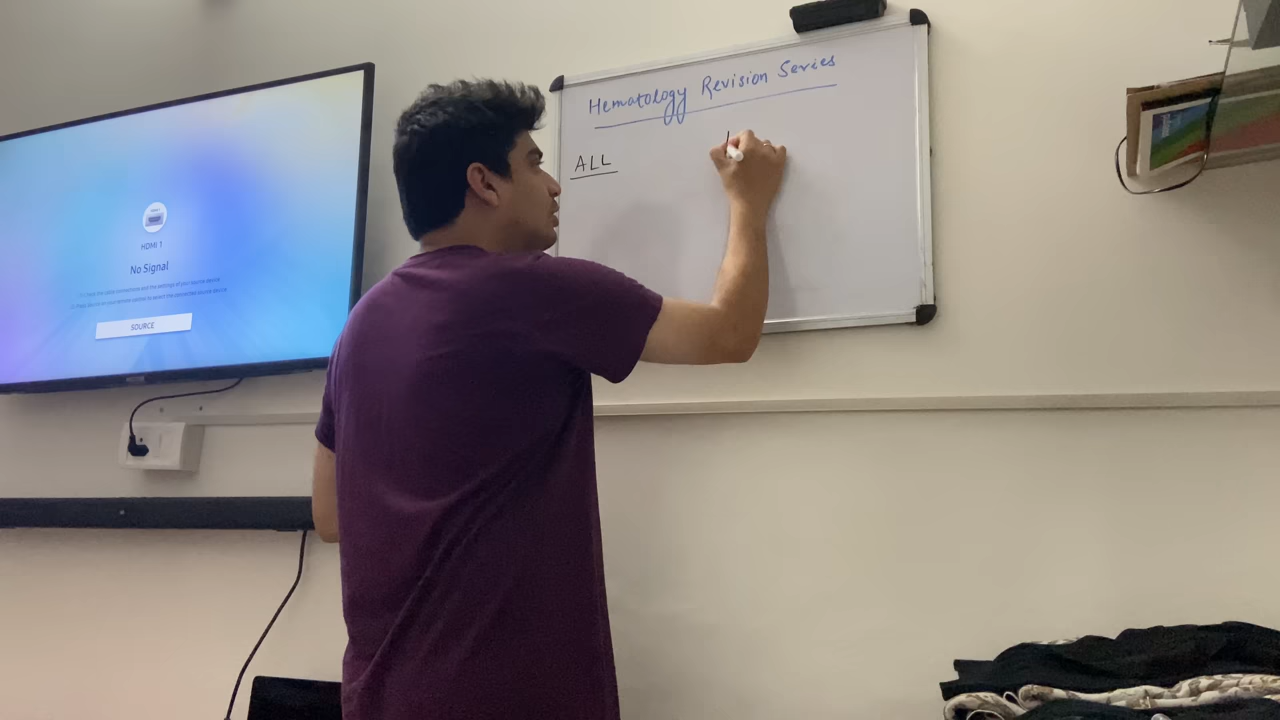 Hematology Revision Series
ALL
HDMI 1
No Signal
SOURCE